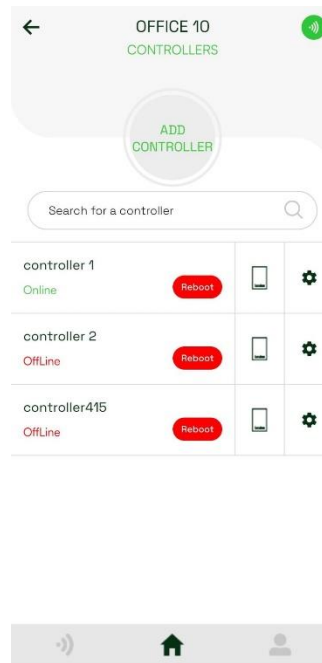 OFFICE 10
CONTROLLERS
ADD
CONTROLLER
Search for a controller
controller 1
Online
Reboot
controller 2
OffLine
Reboot
controller415
OffLine
Reboot